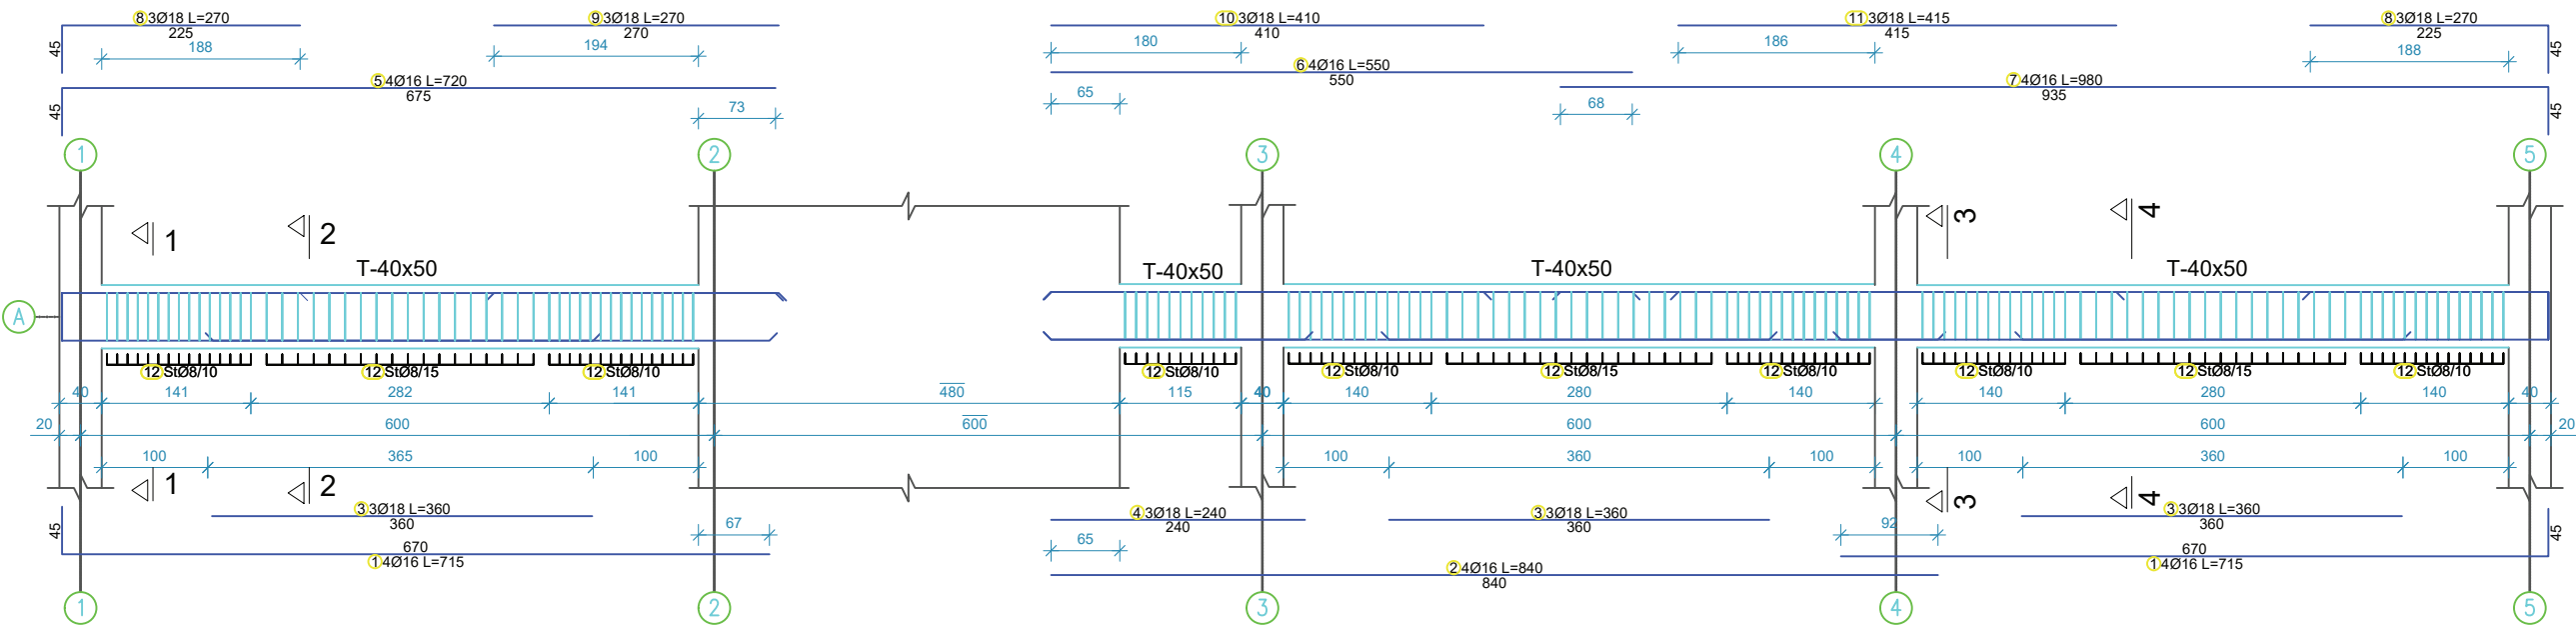 8 3Ø18 L=270
225
9 3Ø18 L=270
270
10 3Ø18 L=410
410
11 3Ø18 L=415
415
8 3Ø18 L=270
225
45
188
194
180
186
188
45
5 4Ø16 L=720
675
6 4Ø16 L=550
550
7 4Ø16 L=980
935
45
73
65
68
45
1
2
3
4
5
1
2
3
4
T-40x50
T-40x50
T-40x50
T-40x50
A
12 StØ8/10
12 StØ8/15
12 StØ8/10
12 StØ8/10
12 StØ8/10
12 StØ8/15
12 StØ8/10
12 StØ8/10
12 StØ8/15
12 StØ8/10
40
141
282
141
480
115
40
140
280
140
140
280
140
40
20
600
600
600
600
20
100
365
100
100
360
100
100
360
100
1
2
3
4
3 3Ø18 L=360
360
4 3Ø18 L=240
240
3 3Ø18 L=360
360
3 3Ø18 L=360
360
45
67
65
92
45
670
1 4Ø16 L=715
2 4Ø16 L=840
840
670
1 4Ø16 L=715
1
2
3
4
5